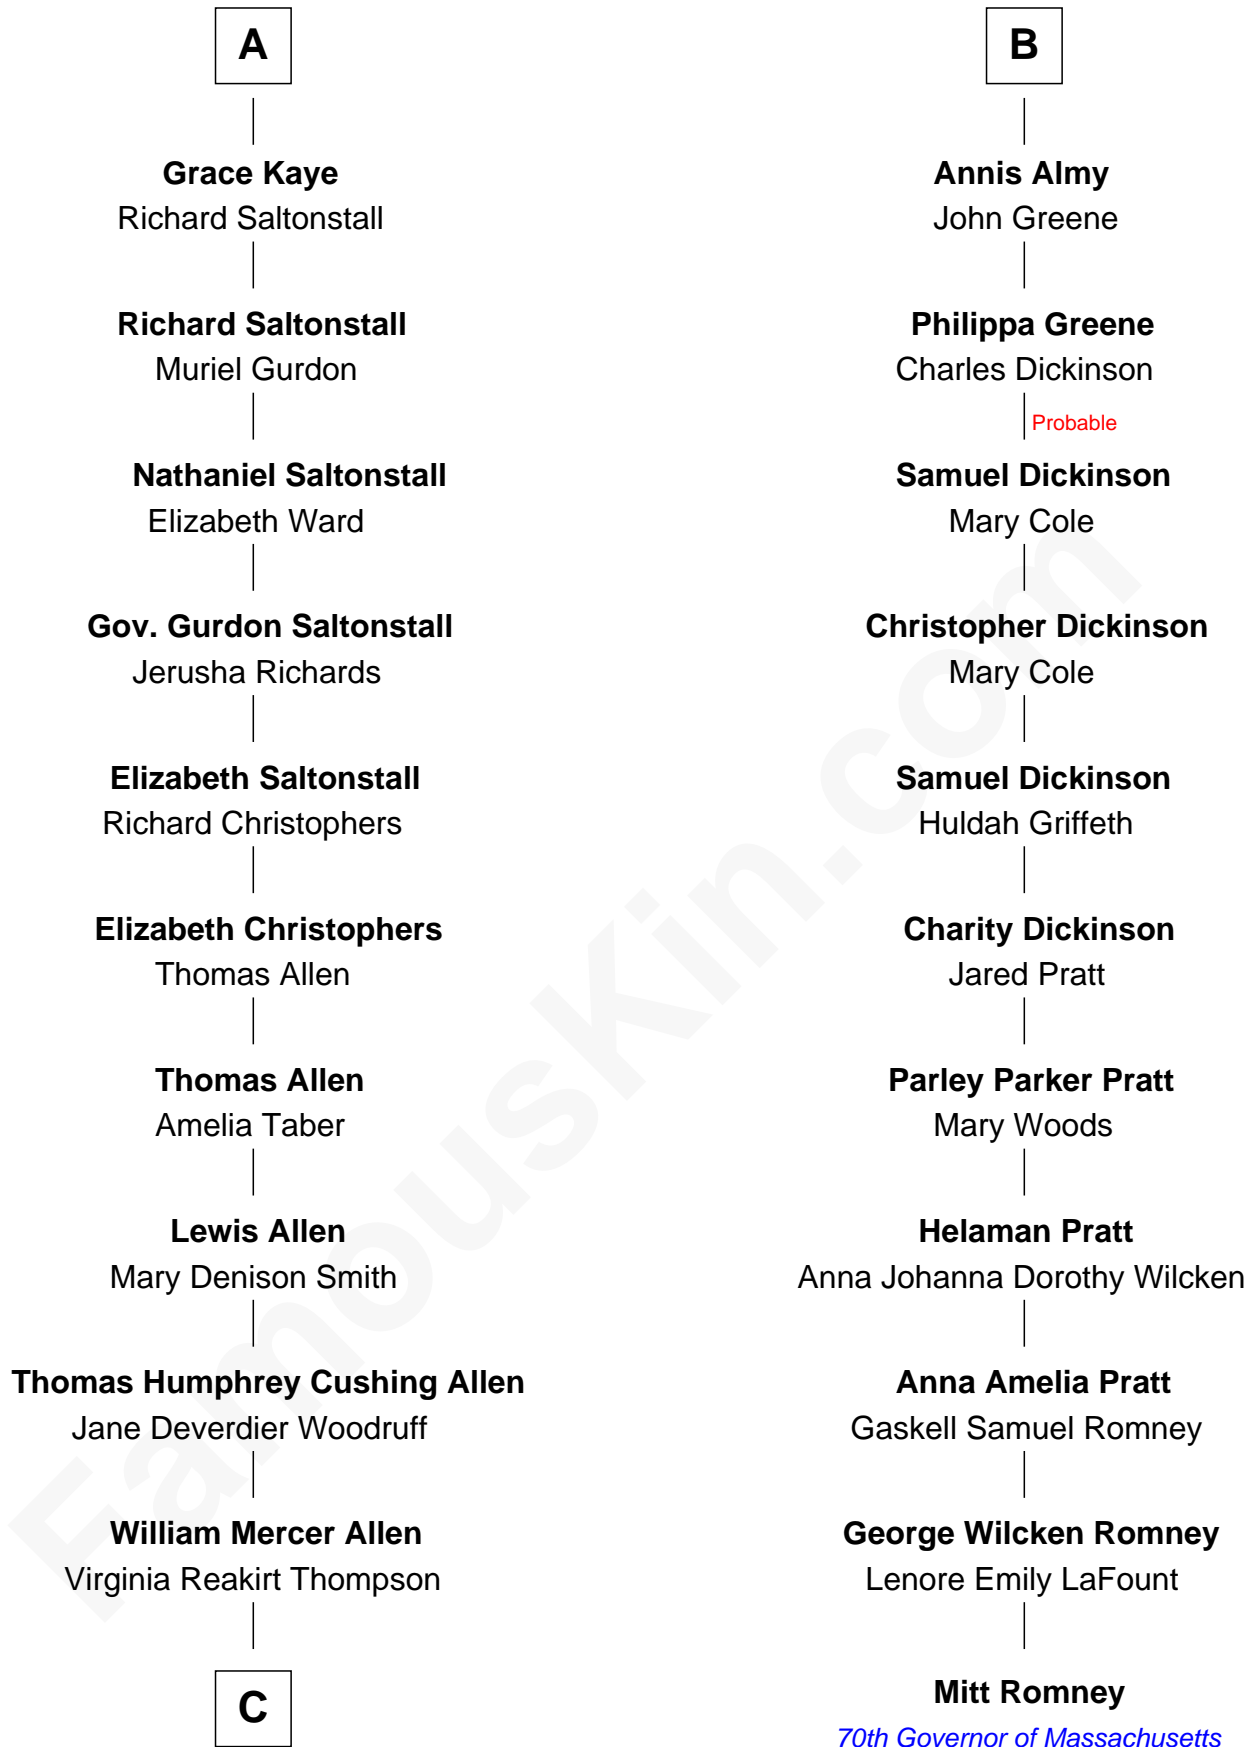 A
Grace Kaye
Richard Saltonstall
Richard Saltonstall
Muriel Gurdon
Nathaniel Saltonstall
Elizabeth Ward
Gov. Gurdon Saltonstall
Jerusha Richards
Elizabeth Saltonstall
Richard Christophers
Elizabeth Christophers
Thomas Allen
Thomas Allen
Amelia Taber
Lewis Allen
Mary Denison Smith
Thomas Humphrey Cushing Allen
Jane Deverdier Woodruff
William Mercer Allen
Virginia Reakirt Thompson
C
B
Annis Almy
John Greene
Philippa Greene
Charles Dickinson
Probable
Samuel Dickinson
Mary Cole
Christopher Dickinson
Mary Cole
Samuel Dickinson
Huldah Griffeth
Charity Dickinson
Jared Pratt
Parley Parker Pratt
Mary Woods
Helaman Pratt
Anna Johanna Dorothy Wilcken
Anna Amelia Pratt
Gaskell Samuel Romney
George Wilcken Romney
Lenore Emily LaFount
Mitt Romney
70th Governor of Massachusetts
FamousKin.com